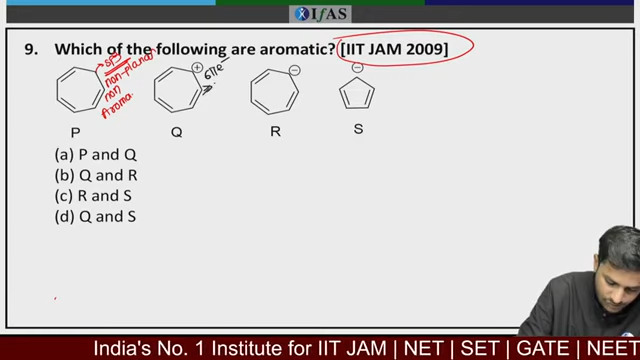 IFAS
9. Which of the following are aromatic? [IIT JAM 2009]
sp3
non-planar
non
Aroma
6πe-
P
Q
R
S
(a) P and Q
(b) Q and R
(c) R and S
(d) Q and S
India's No. 1 Institute for IIT JAM | NET | SET | GATE | NEET